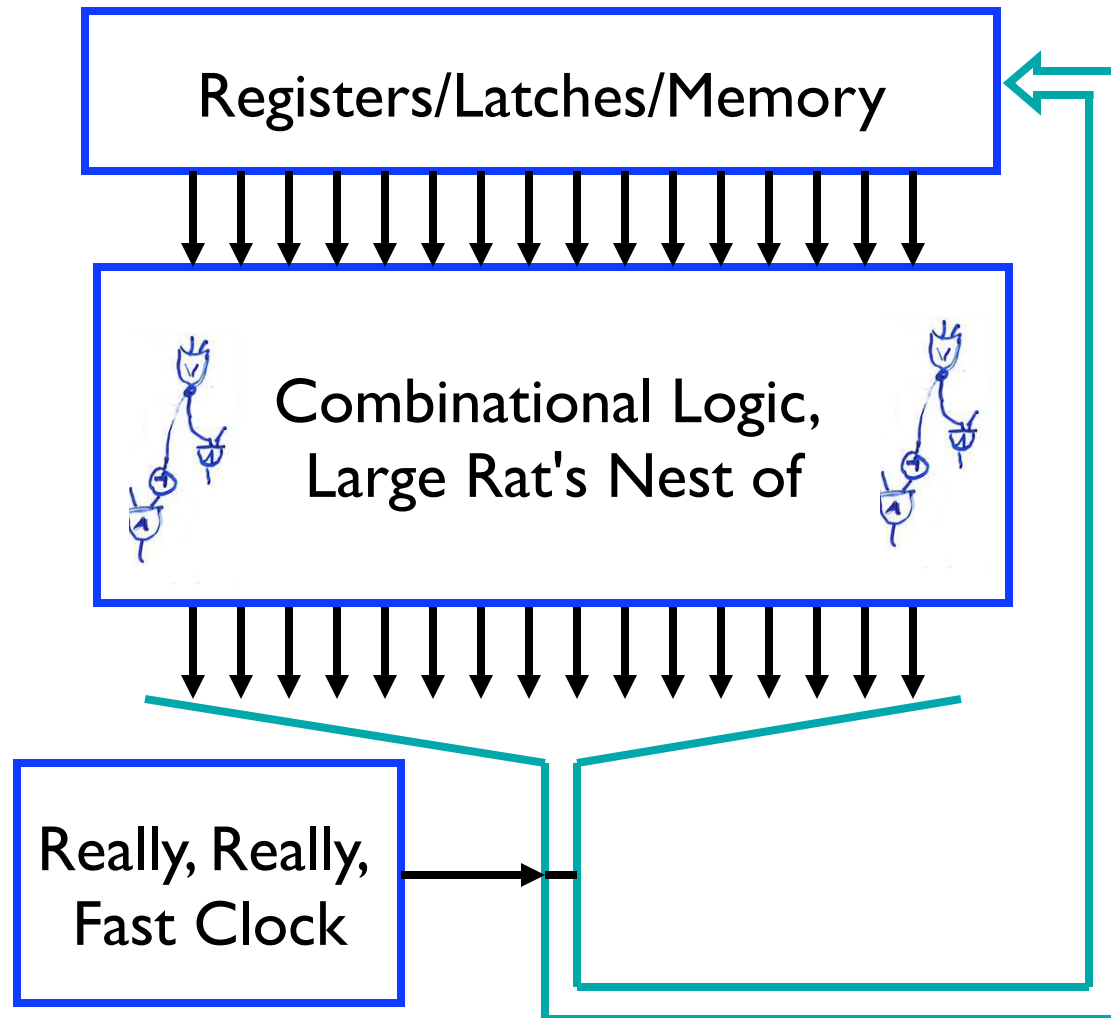 Registers/Latches/Memory
Combinational Logic,
Large Rat's Nest of
Really, Really,
Fast Clock